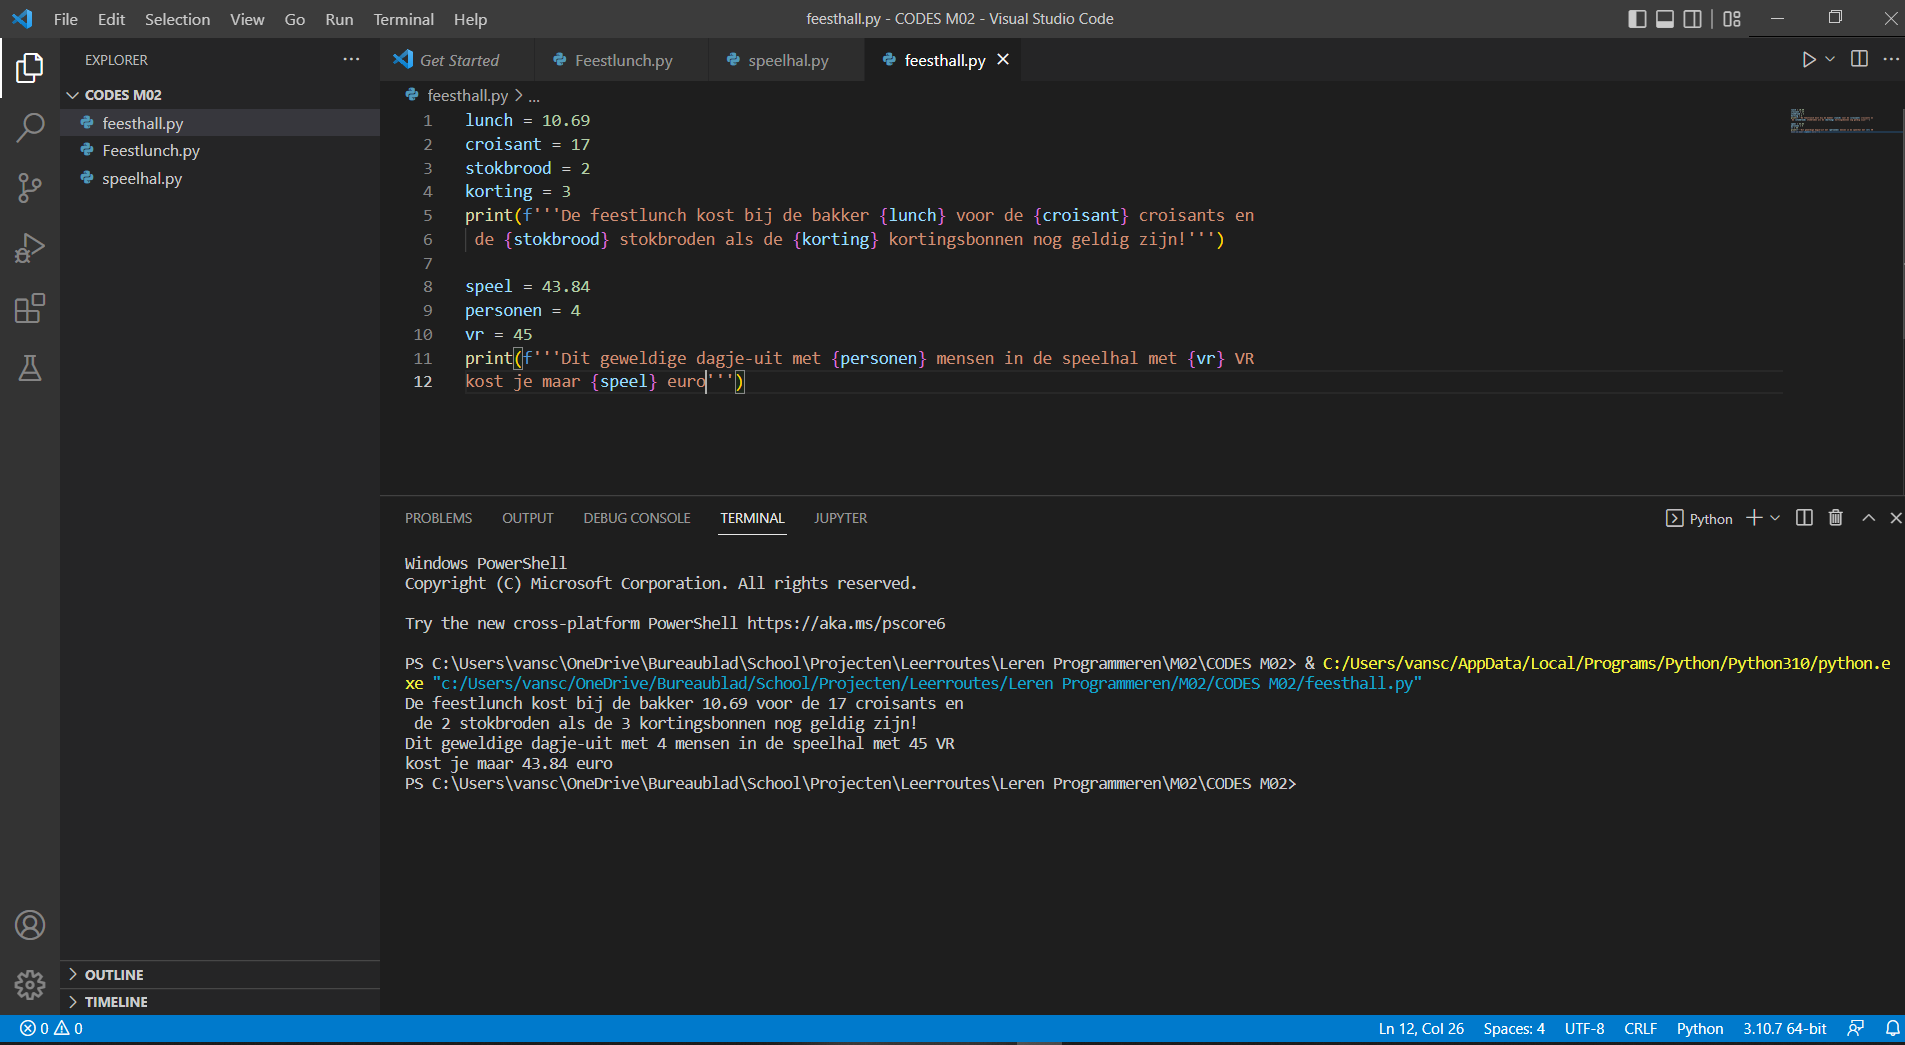 File Edit Selection View Go Run Terminal Help
feesthall.py - CODES M02 - Visual Studio Code
EXPLORER
CODES M02
feesthall.py
Feestlunch.py
speelhal.py
OUTLINE
TIMELINE
Get Started
Feestlunch.py
speelhal.py
feesthall.py
feesthall.py > ...
1 lunch = 10.69
2 croisant = 17
3 stokbrood = 2
4 korting = 3
5 print(f'''De feestlunch kost bij de bakker {lunch} voor de {croisant} croisants en
6  de {stokbrood} stokbroden als de {korting} kortingsbonnen nog geldig zijn!''')
7
8 speel = 43.84
9 personen = 4
10 vr = 45
11 print(f'''Dit geweldige dagje-uit met {personen} mensen in de speelhal met {vr} VR
12 kost je maar {speel} euro''')
PROBLEMS OUTPUT DEBUG CONSOLE TERMINAL JUPYTER
Python
Windows PowerShell
Copyright (C) Microsoft Corporation. All rights reserved.
Try the new cross-platform PowerShell https://aka.ms/pscore6
PS C:\Users\vansc\OneDrive\Bureaublad\School\Projecten\Leerroutes\Leren Programmeren\M02\CODES M02> & C:/Users/vansc/AppData/Local/Programs/Python/Python310/python.e
xe "c:/Users/vansc/OneDrive/Bureaublad/School/Projecten/Leerroutes/Leren Programmeren/M02/CODES M02/feesthall.py"
De feestlunch kost bij de bakker 10.69 voor de 17 croisants en
 de 2 stokbroden als de 3 kortingsbonnen nog geldig zijn!
Dit geweldige dagje-uit met 4 mensen in de speelhal met 45 VR
kost je maar 43.84 euro
PS C:\Users\vansc\OneDrive\Bureaublad\School\Projecten\Leerroutes\Leren Programmeren\M02\CODES M02>
0 0
Ln 12, Col 26 Spaces: 4 UTF-8 CRLF Python 3.10.7 64-bit